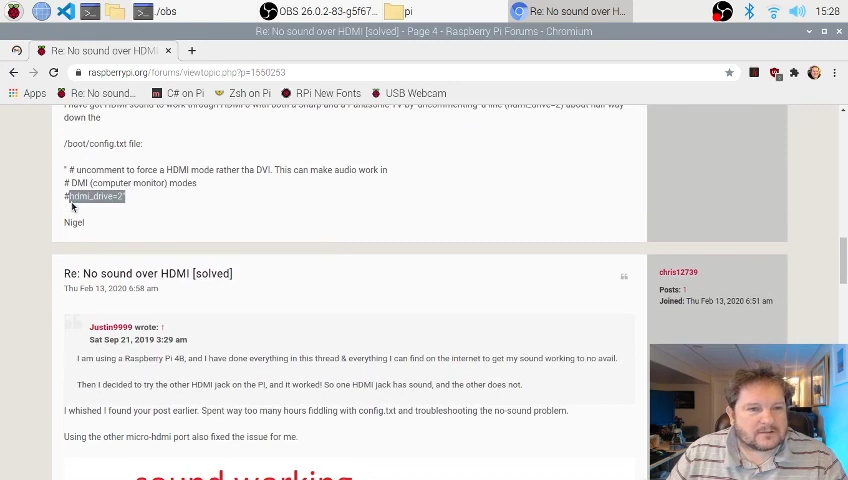 ./obs
OBS 26.0.2-83-g5f67...
pi
Re: No sound over HDMI...
15:28
Re: No sound over HDMI [solved] - Page 4 - Raspberry Pi Forums - Chromium
Re: No sound over HDMI
raspberrypi.org/forums/viewtopic.php?p=1550253
Apps
Re: No sound over...
C# on Pi
Zsh on Pi
RPi New Fonts
USB Webcam
I have got HDMI sound to work through HDMI 0 with both a Sharp and a Panasonic TV by 'uncommenting' a line (hdmi_drive=2) about half way
down the
/boot/config.txt file:
" # uncomment to force a HDMI mode rather tha DVI. This can make audio work in
# DMI (computer monitor) modes
#hdmi_drive=2"
Nigel
Re: No sound over HDMI [solved]
Thu Feb 13, 2020 6:58 am
chris12739
Posts: 1
Joined: Thu Feb 13, 2020 6:51 am
Justin9999 wrote: ↑
Sat Sep 21, 2019 3:29 am
I am using a Raspberry Pi 4B, and I have done everything in this thread & everything I can find on the internet to get my sound working to no avail.
Then I decided to try the other HDMI jack on the Pi, and it worked! So one HDMI jack has sound, and the other does not.
I whished I found your post earlier. Spent way too many hours fiddling with config.txt and troubleshooting the no-sound problem.
Using the other micro-hdmi port also fixed the issue for me.
sound working